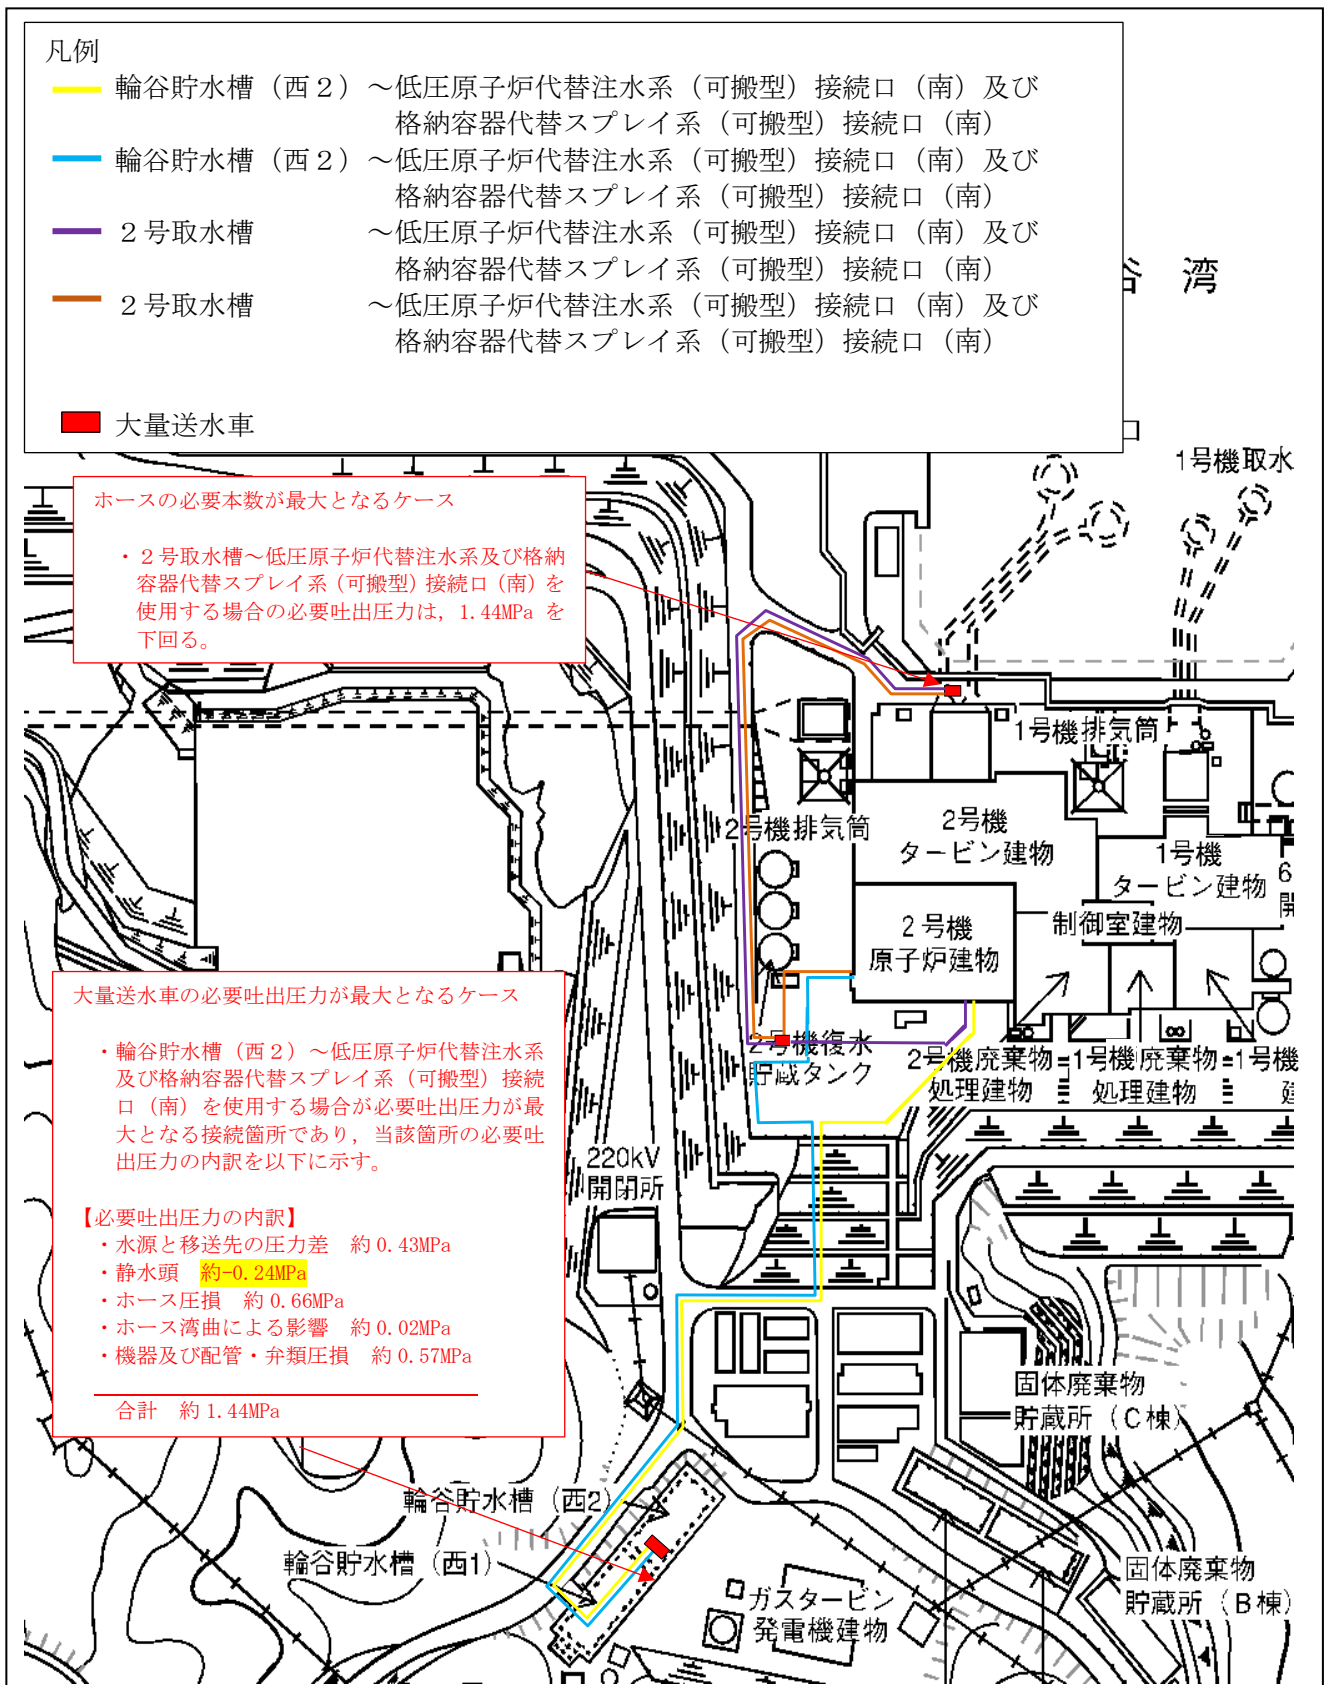 凡例
輪谷貯水槽（西２）～低圧原子炉代替注水系（可搬型）接続口（南）及び
格納容器代替スプレイ系（可搬型）接続口（南）
輪谷貯水槽（西２）～低圧原子炉代替注水系（可搬型）接続口（南）及び
格納容器代替スプレイ系（可搬型）接続口（南）
２号取水槽　　　　～低圧原子炉代替注水系（可搬型）接続口（南）及び
格納容器代替スプレイ系（可搬型）接続口（南）
２号取水槽　　　　～低圧原子炉代替注水系（可搬型）接続口（南）及び
格納容器代替スプレイ系（可搬型）接続口（南）
大量送水車
湾
1号機取水
ホースの必要本数が最大となるケース
・２号取水槽～低圧原子炉代替注水系及び格納
容器代替スプレイ系（可搬型）接続口（南）を
使用する場合の必要吐出圧力は，1.44MPa を
下回る。
1号機排気筒
2号機排気筒
2号機
タービン建物
1号機
タービン建物
6
開
制御室建物
２号機
原子炉建物
2号機復水
貯蔵タンク
2号機廃棄物
処理建物
1号機廃棄物
処理建物
1号機
大量送水車の必要吐出圧力が最大となるケース
・輪谷貯水槽（西２）～低圧原子炉代替注水系
及び格納容器代替スプレイ系（可搬型）接続
口（南）を使用する場合が必要吐出圧力が最
大となる接続箇所であり，当該箇所の必要吐
出圧力の内訳を以下に示す。
【必要吐出圧力の内訳】
・水源と移送先の圧力差　約 0.43MPa
・静水頭　約-0.24MPa
・ホース圧損　約 0.66MPa
・ホース湾曲による影響　約 0.02MPa
・機器及び配管・弁類圧損　約 0.57MPa
合計　約 1.44MPa
220kV
開閉所
固体廃棄物
貯蔵所（C棟）
輪谷貯水槽（西2）
輪谷貯水槽（西1）
ガスタービン
発電機建物
固体廃棄物
貯蔵所（B棟）